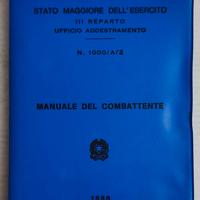 STATO MAGGIORE DELL'ESERCITO
III REPARTO
UFFICIO ADDESTRAMENTO
N. 1000/A/2
MANUALE DEL COMBATTENTE